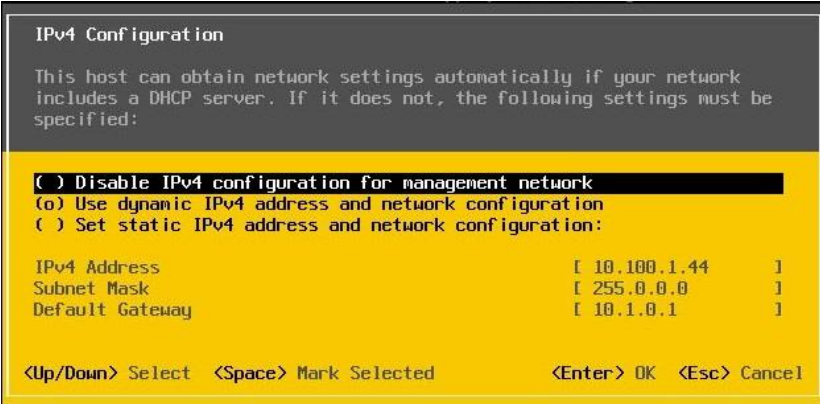 IPv4 Configuration
This host can obtain network settings automatically if your network
includes a DHCP server. If it does not, the following settings must be
specified:
( ) Disable IPv4 configuration for management network
(o) Use dynamic IPv4 address and network configuration
( ) Set static IPv4 address and network configuration:
IPv4 Address [ 10.100.1.44 ]
Subnet Mask [ 255.0.0.0 ]
Default Gateway [ 10.1.0.1 ]
<Up/Down> Select <Space> Mark Selected <Enter> OK <Esc> Cancel